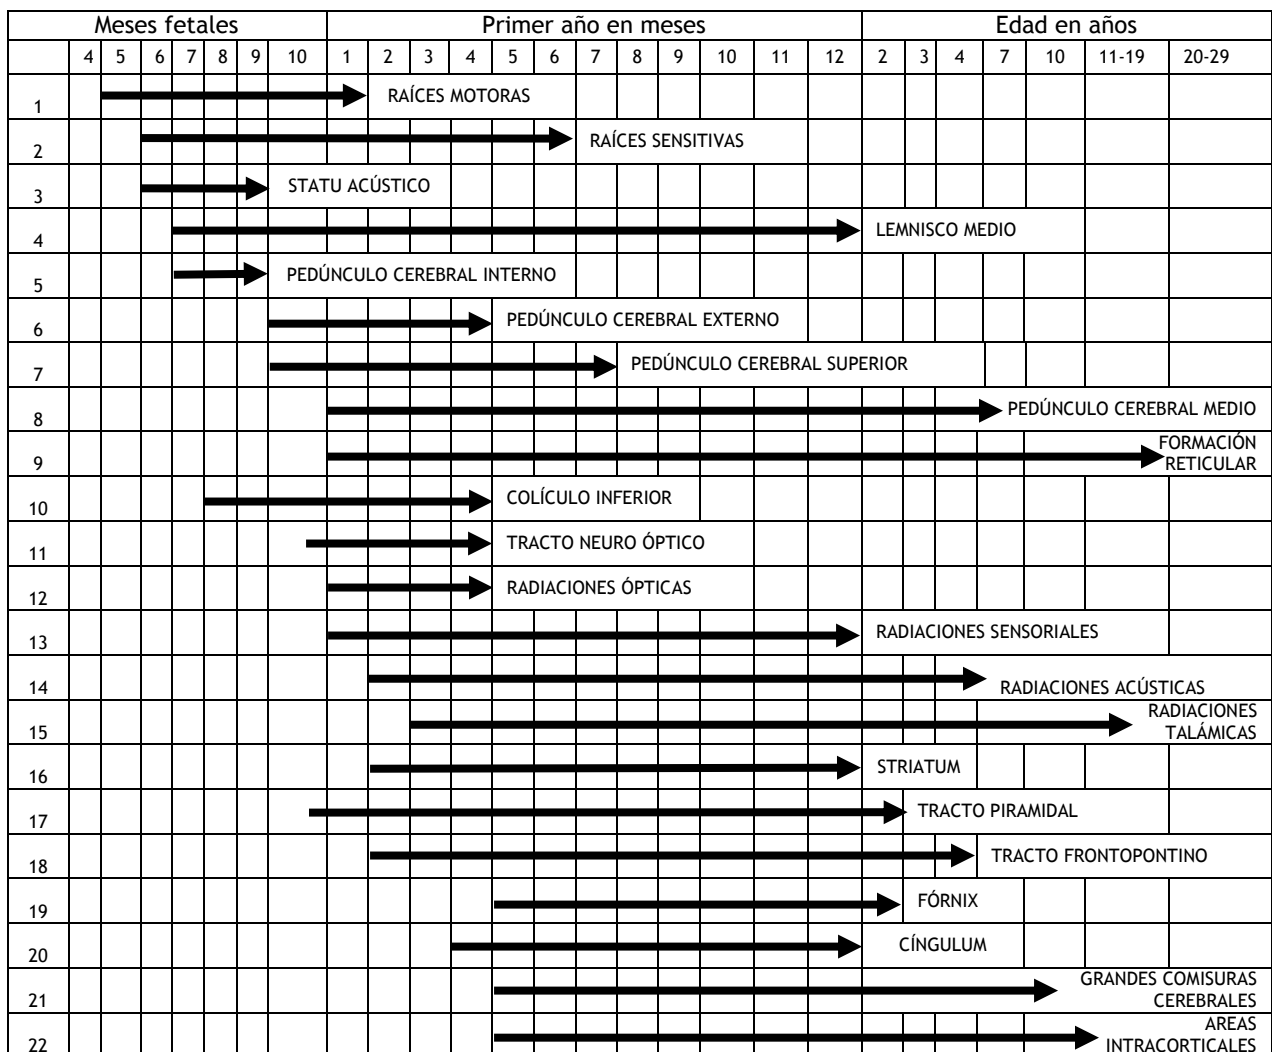 Meses fetales Primer año en meses Edad en años
4 5 6 7 8 9 10 1 2 3 4 5 6 7 8 9 10 11 12 2 3 4 7 10 11-19 20-29
1 RAÍCES MOTORAS
2 RAÍCES SENSITIVAS
3 STATU ACÚSTICO
4 LEMNISCO MEDIO
5 PEDÚNCULO CEREBRAL INTERNO
6 PEDÚNCULO CEREBRAL EXTERNO
7 PEDÚNCULO CEREBRAL SUPERIOR
8 PEDÚNCULO CEREBRAL MEDIO
9 FORMACIÓN
RETICULAR
10 COLÍCULO INFERIOR
11 TRACTO NEURO ÓPTICO
12 RADIACIONES ÓPTICAS
13 RADIACIONES SENSORIALES
14 RADIACIONES ACÚSTICAS
15 RADIACIONES
TALÁMICAS
16 STRIATUM
17 TRACTO PIRAMIDAL
18 TRACTO FRONTOPONTINO
19 FÓRNIX
20 CÍNGULUM
21 GRANDES COMISURAS
CEREBRALES
22 AREAS
INTRACORTICALES